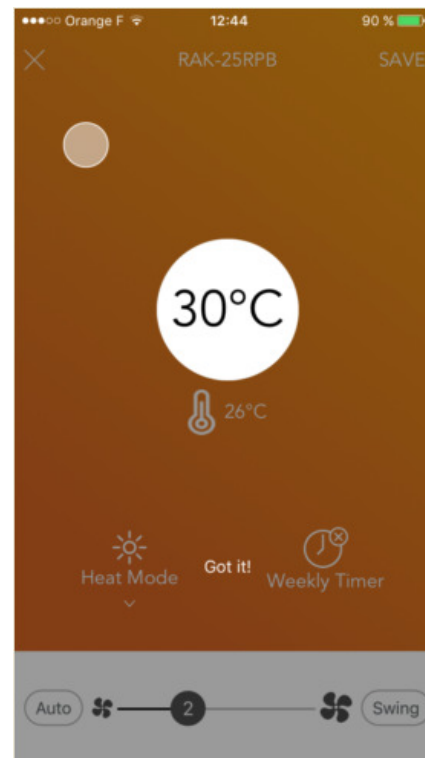 Orange F 12:44 90 %
RAK-25RPB SAVE
30°C
26°C
Got it!
Heat Mode Weekly Timer
Auto 2 Swing